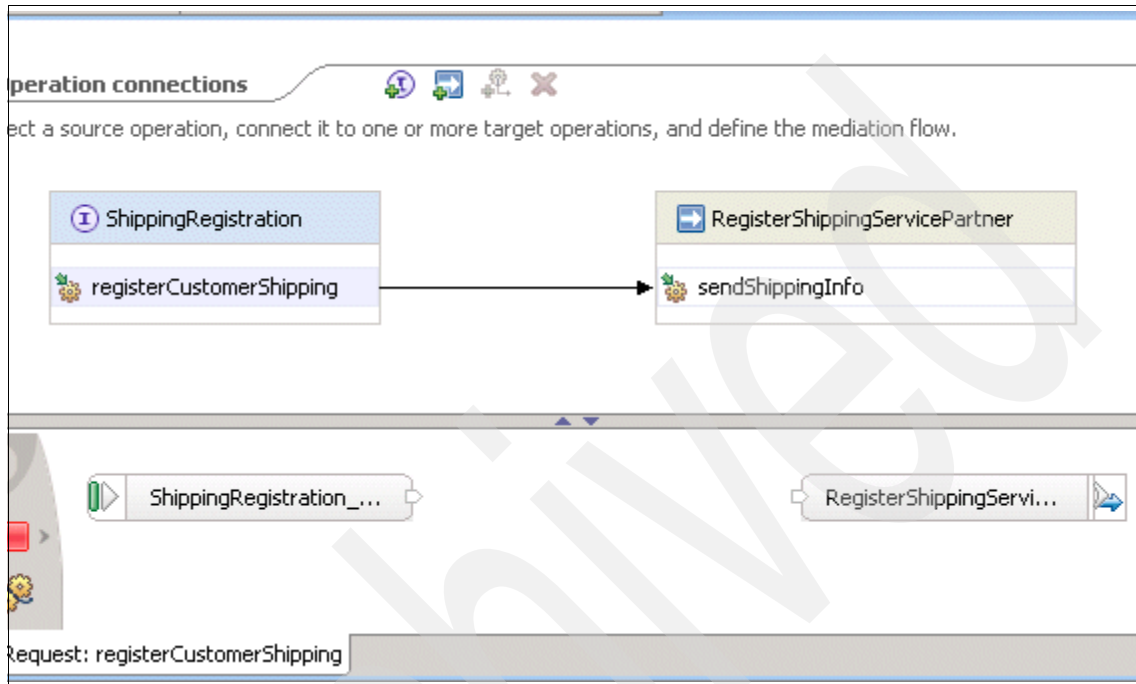 peration connections
ect a source operation, connect it to one or more target operations, and define the mediation flow.
ShippingRegistration
RegisterShippingServicePartner
registerCustomerShipping
sendShippingInfo
ShippingRegistration_...
RegisterShippingServi...
Request: registerCustomerShipping
hived